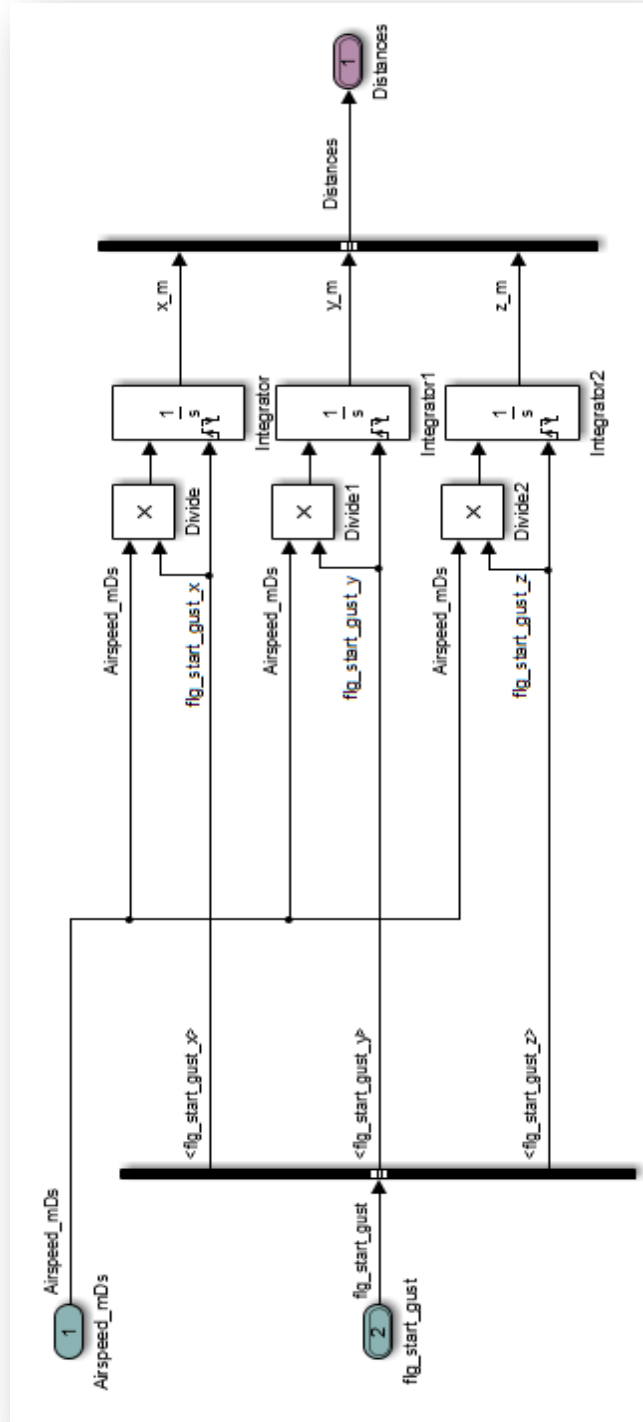 1
Airspeed_mDs
Airspeed_mDs
2
flg_start_gust
flg_start_gust
<flg_start_gust_x>
<flg_start_gust_y>
<flg_start_gust_z>
Airspeed_mDs
flg_start_gust_x
×
Divide
1
s
Integrator
x_m
Airspeed_mDs
flg_start_gust_y
×
Divide1
1
s
Integrator1
y_m
Airspeed_mDs
flg_start_gust_z
×
Divide2
1
s
Integrator2
z_m
Distances
1
Distances